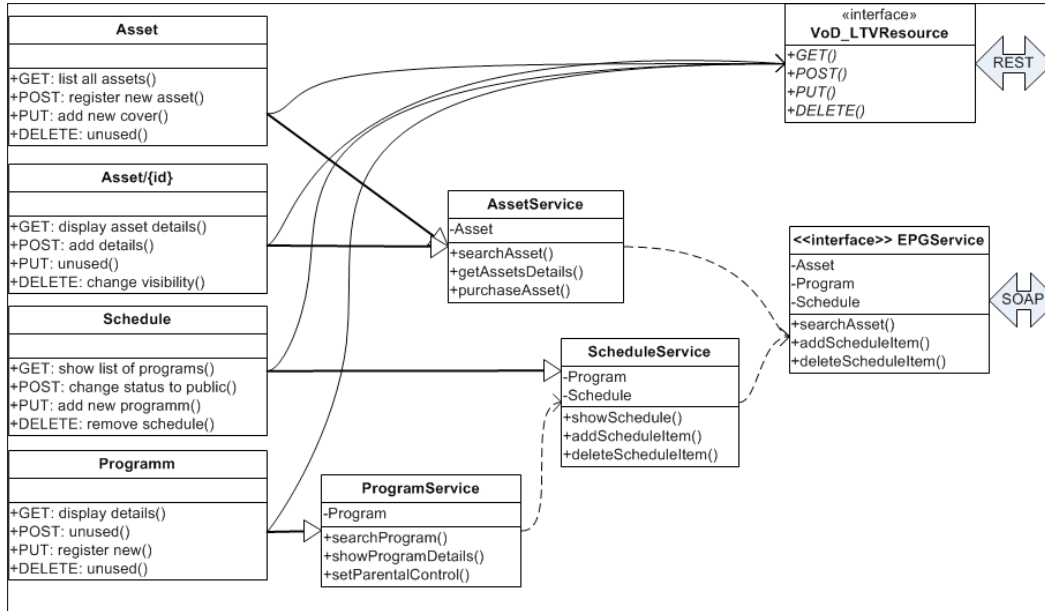 Asset
+GET: list all assets()
+POST: register new asset()
+PUT: add new cover()
+DELETE: unused()
Asset/{id}
+GET: display asset details()
+POST: add details()
+PUT: unused()
+DELETE: change visibility()
Schedule
+GET: show list of programs()
+POST: change status to public()
+PUT: add new programm()
+DELETE: remove schedule()
Programm
+GET: display details()
+POST: unused()
+PUT: register new()
+DELETE: unused()
AssetService
-Asset
+searchAsset()
+getAssetsDetails()
+purchaseAsset()
ScheduleService
-Program
-Schedule
+showSchedule()
+addScheduleItem()
+deleteScheduleItem()
ProgramService
-Program
+searchProgram()
+showProgramDetails()
+setParentalControl()
«interface»
VoD_LTVResource
+GET()
+POST()
+PUT()
+DELETE()
REST
<<interface>> EPGService
-Asset
-Program
-Schedule
+searchAsset()
+addScheduleItem()
+deleteScheduleItem()
SOAP